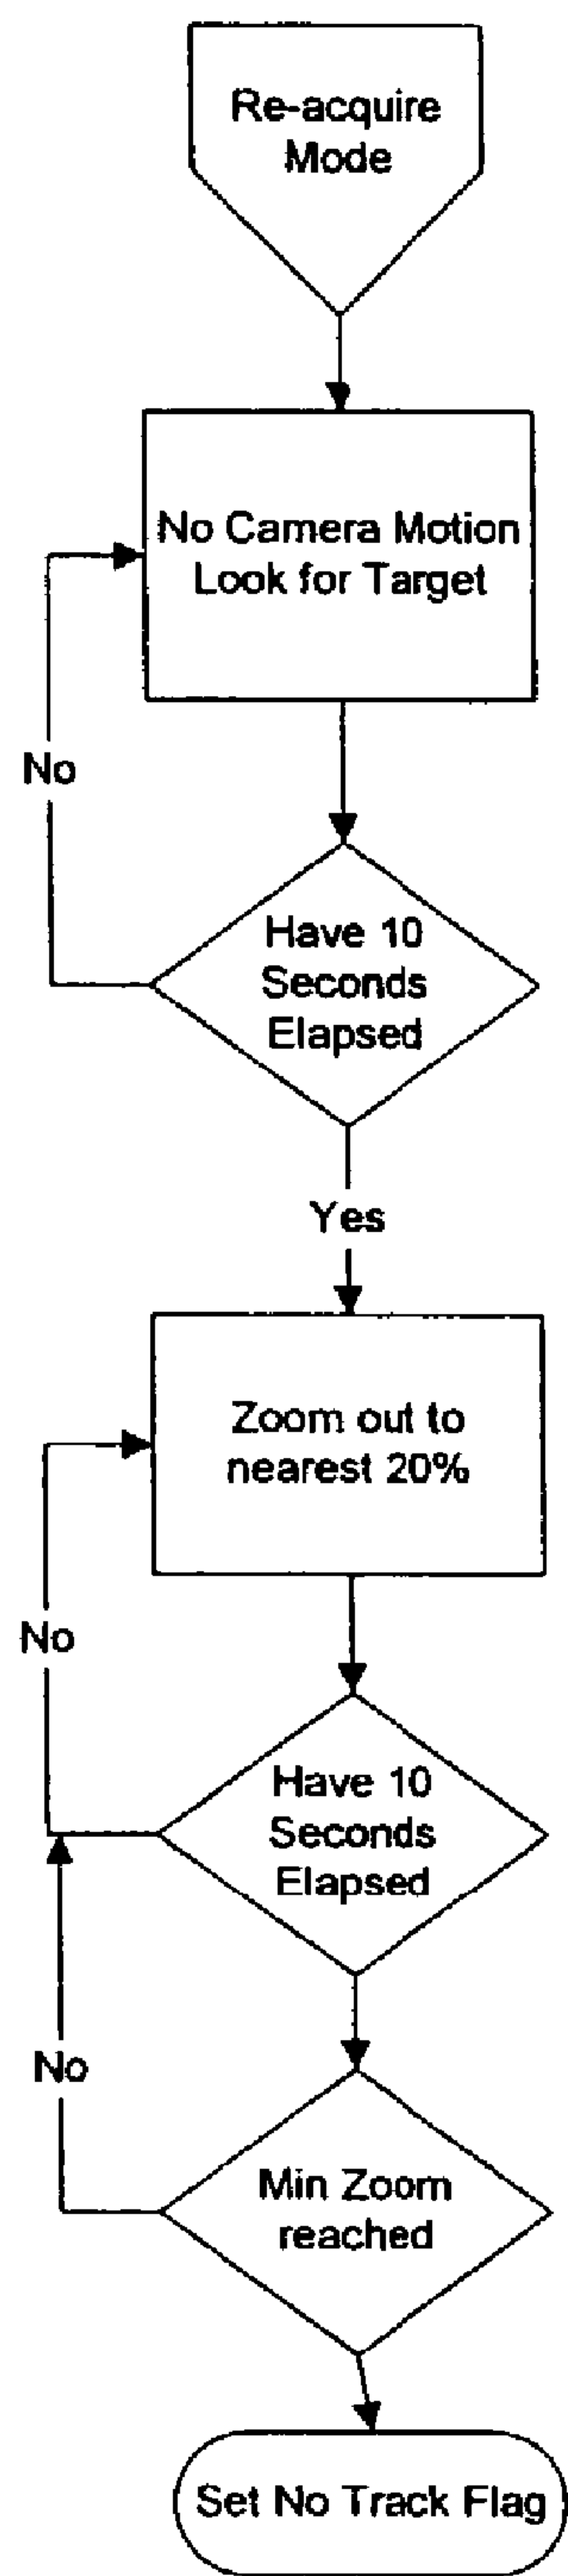 Re-acquire
Mode
No Camera Motion
Look for Target
No
Have 10
Seconds
Elapsed
Yes
Zoom out to
nearest 20%
No
Have 10
Seconds
Elapsed
No
Min Zoom
reached
Set No Track Flag